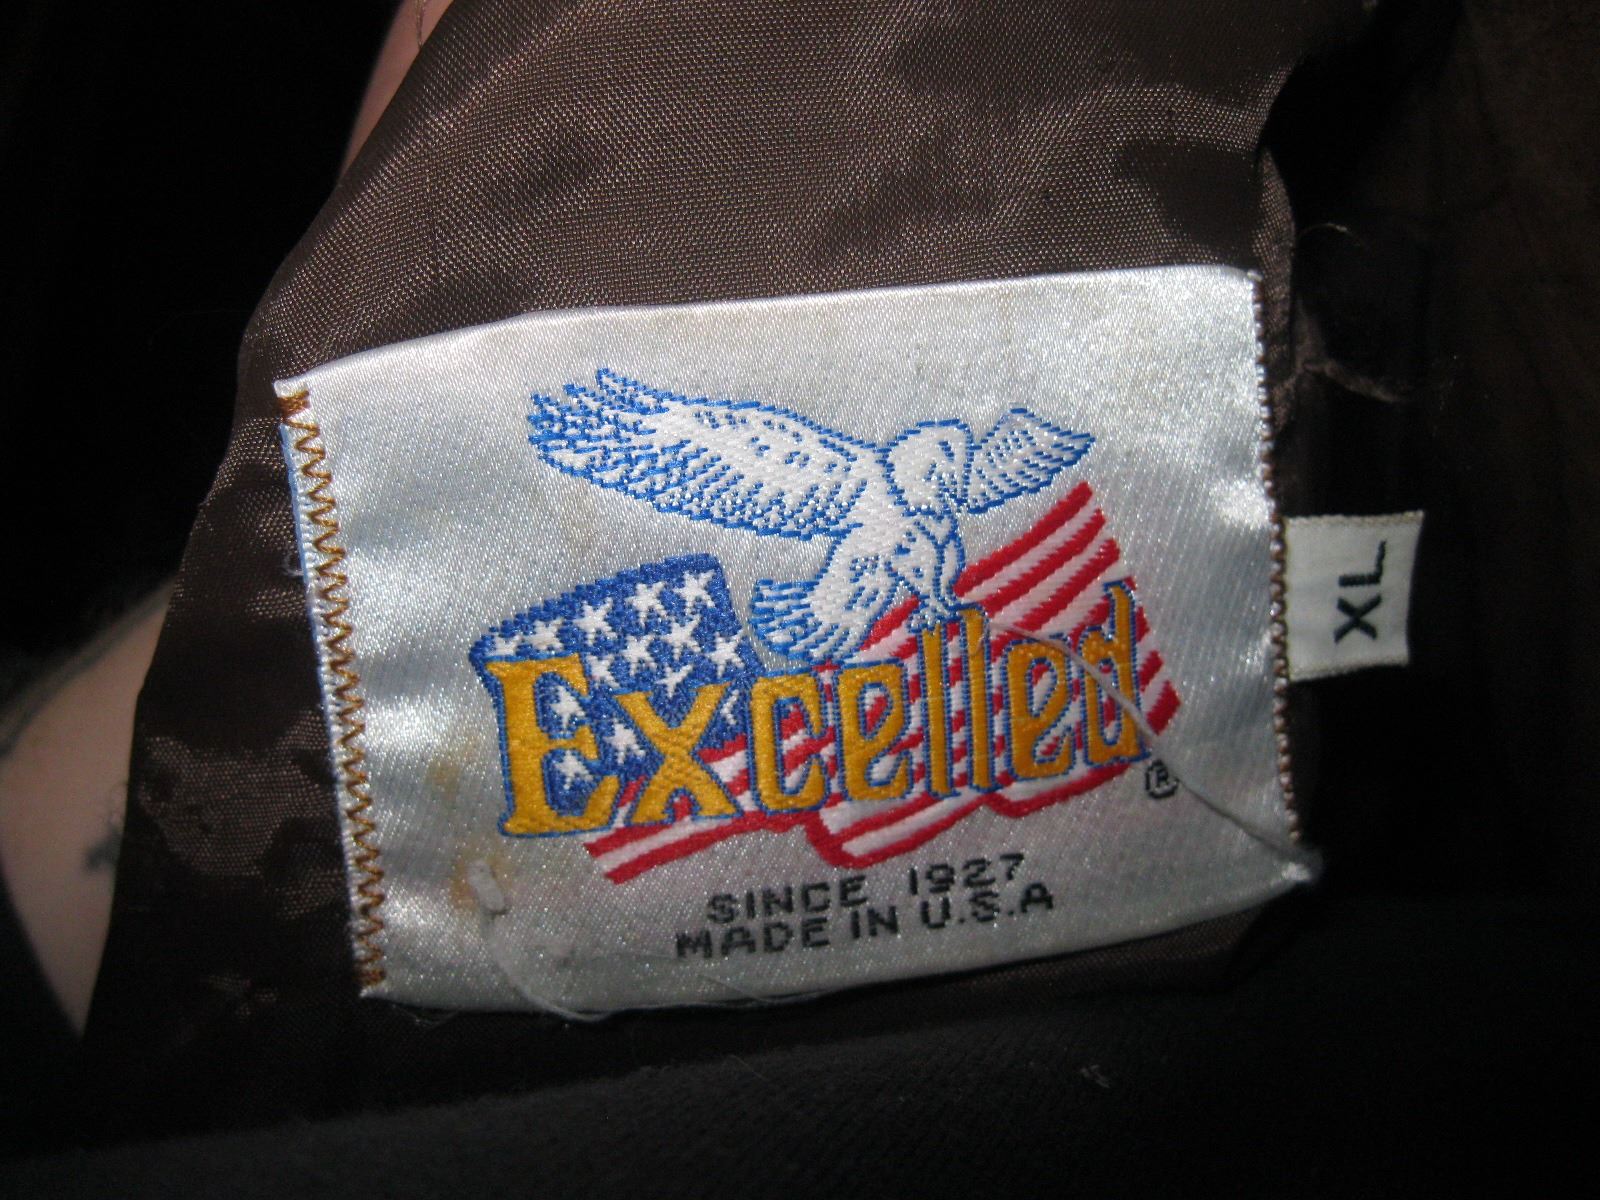 Excelled
®
SINCE 1927
MADE IN U.S.A
XL